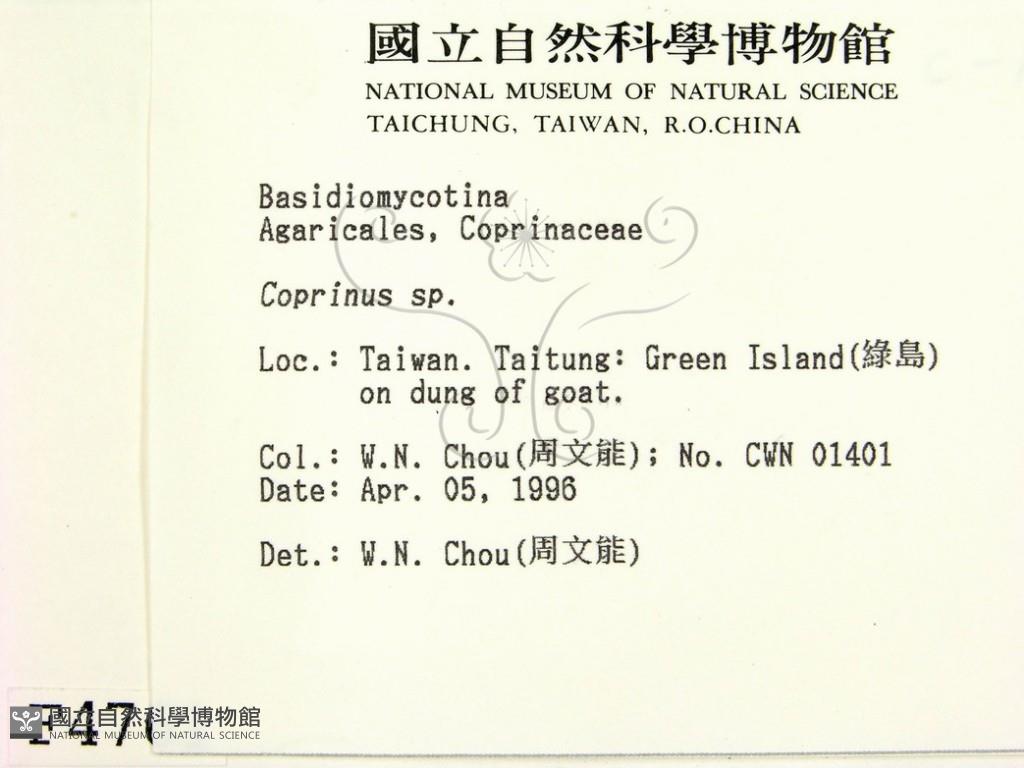 國立自然科學博物館
NATIONAL MUSEUM OF NATURAL SCIENCE
TAICHUNG, TAIWAN, R.O.CHINA
Basidiomycotina
Agaricales, Coprinaceae
Coprinus sp.
Loc.: Taiwan. Taitung: Green Island(綠島)
on dung of goat.
Col.: W.N. Chou(周文能); No. CWN 01401
Date: Apr. 05, 1996
Det.: W.N. Chou(周文能)
國立自然科學博物館
NATIONAL MUSEUM OF NATURAL SCIENCE